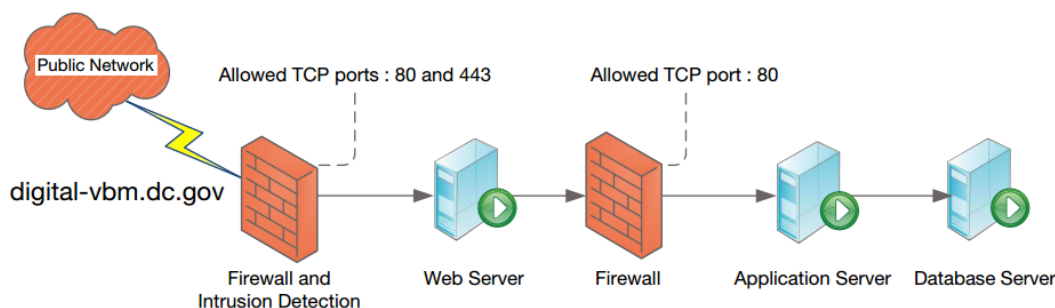 Public Network
Allowed TCP ports : 80 and 443
Allowed TCP port : 80
digital-vbm.dc.gov
Firewall and
Intrusion Detection
Web Server
Firewall
Application Server
Database Server